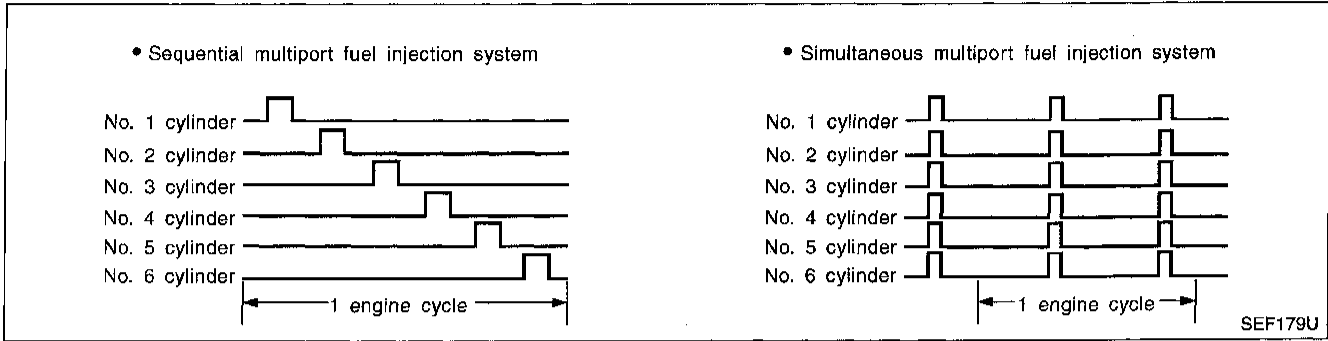 • Sequential multiport fuel injection system
No. 1 cylinder
No. 2 cylinder
No. 3 cylinder
No. 4 cylinder
No. 5 cylinder
No. 6 cylinder
1 engine cycle
• Simultaneous multiport fuel injection system
No. 1 cylinder
No. 2 cylinder
No. 3 cylinder
No. 4 cylinder
No. 5 cylinder
No. 6 cylinder
1 engine cycle
SEF179U